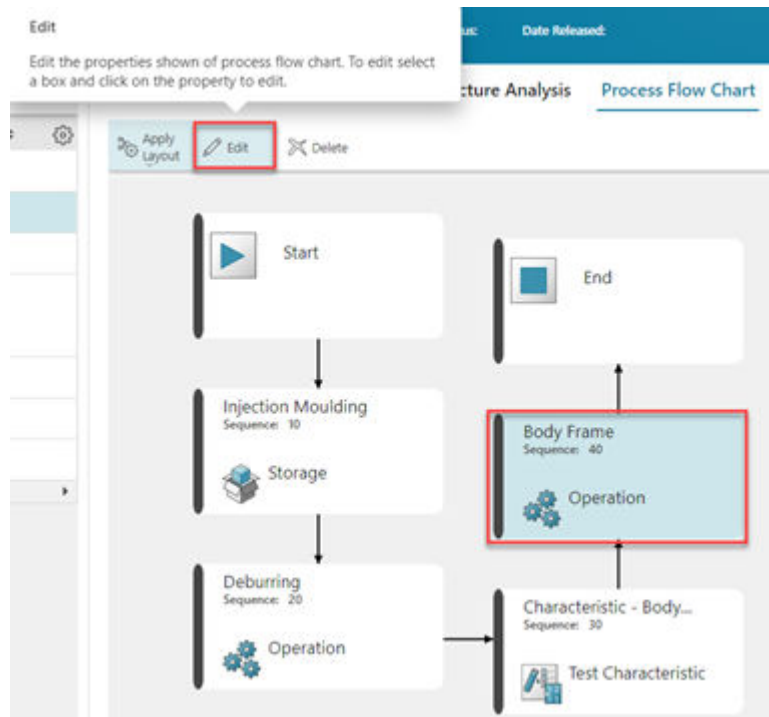 Edit
Edit the properties shown of process flow chart. To edit select
a box and click on the property to edit.
us:
Date Released:
cture Analysis
Process Flow Chart
Apply
Layout
Edit
Delete
Start
End
Injection Moulding
Sequence: 10
Storage
Body Frame
Sequence: 40
Operation
Deburring
Sequence: 20
Operation
Characteristic - Body...
Sequence: 30
Test Characteristic